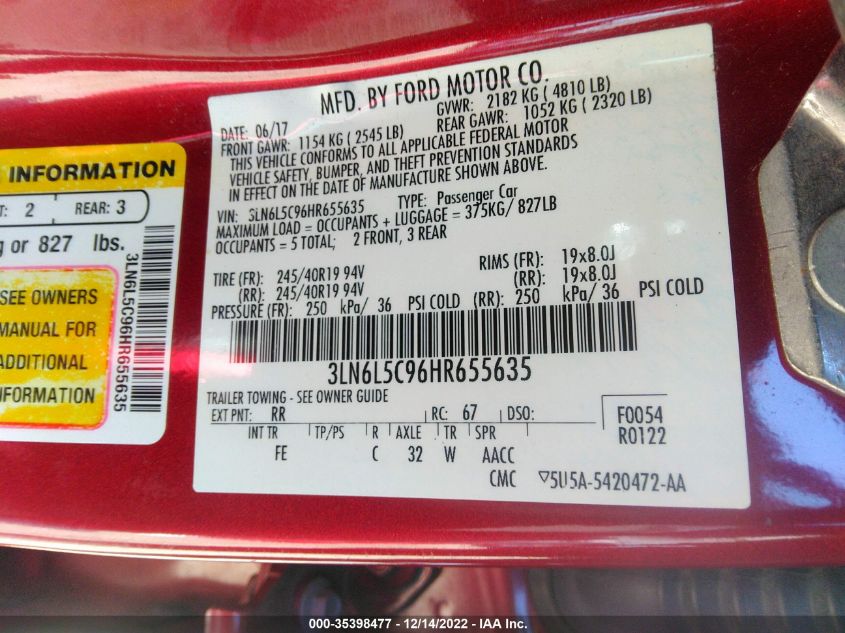 INFORMATION
2 REAR: 3
or 827 lbs.
SEE OWNERS
MANUAL FOR
ADDITIONAL
INFORMATION
3LN6L5C96HR655635
MFD. BY FORD MOTOR CO.
DATE: 06/17 GVWR: 2182 KG ( 4810 LB)
FRONT GAWR: 1154 KG ( 2545 LB) REAR GAWR: 1052 KG ( 2320 LB)
THIS VEHICLE CONFORMS TO ALL APPLICABLE FEDERAL MOTOR
VEHICLE SAFETY, BUMPER, AND THEFT PREVENTION STANDARDS
IN EFFECT ON THE DATE OF MANUFACTURE SHOWN ABOVE.
VIN: 3LN6L5C96HR655635 TYPE: Passenger Car
MAXIMUM LOAD = OCCUPANTS + LUGGAGE = 375KG/ 827LB
OCCUPANTS = 5 TOTAL; 2 FRONT, 3 REAR
TIRE (FR): 245/40R19 94V RIMS (FR): 19x8.0J
(RR): 245/40R19 94V (RR): 19x8.0J
PRESSURE (FR): 250 kPa/ 36 PSI COLD (RR): 250 kPa/ 36 PSI COLD
3LN6L5C96HR655635
TRAILER TOWING - SEE OWNER GUIDE
EXT PNT: RR RC: 67 DSO: F0054
INT TR TP/PS R AXLE TR SPR R0122
FE C 32 W AACC
CMC ▽5U5A-5420472-AA
000-35398477 - 12/14/2022 - IAA Inc.